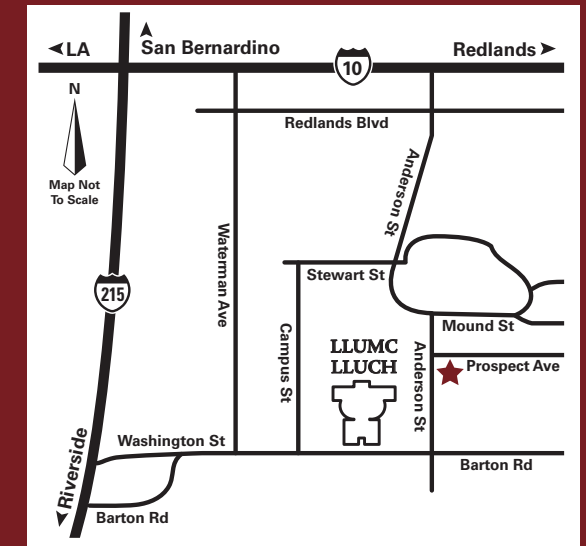 LA
San Bernardino
Redlands
10
N
Redlands Blvd
Map Not
To Scale
Anderson St
Waterman Ave
Stewart St
215
Mound St
Campus St
LLUMC
LLUCH
Anderson St
Prospect Ave
Washington St
Barton Rd
Riverside
Barton Rd